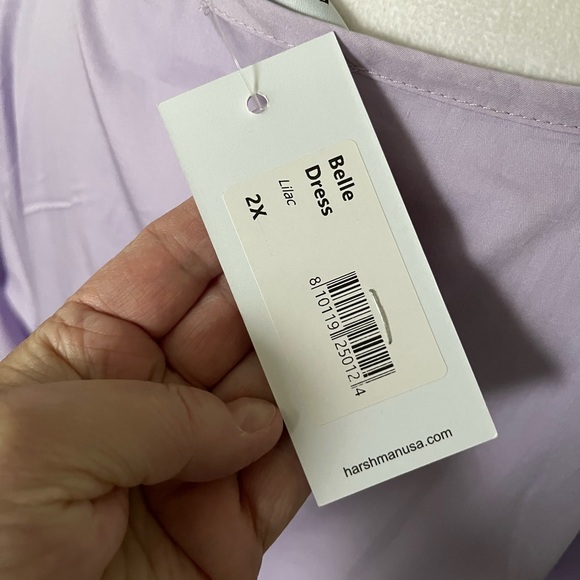 Belle
Dress
Lilac
2X
8 10119 25012 4
harshmanusa.com